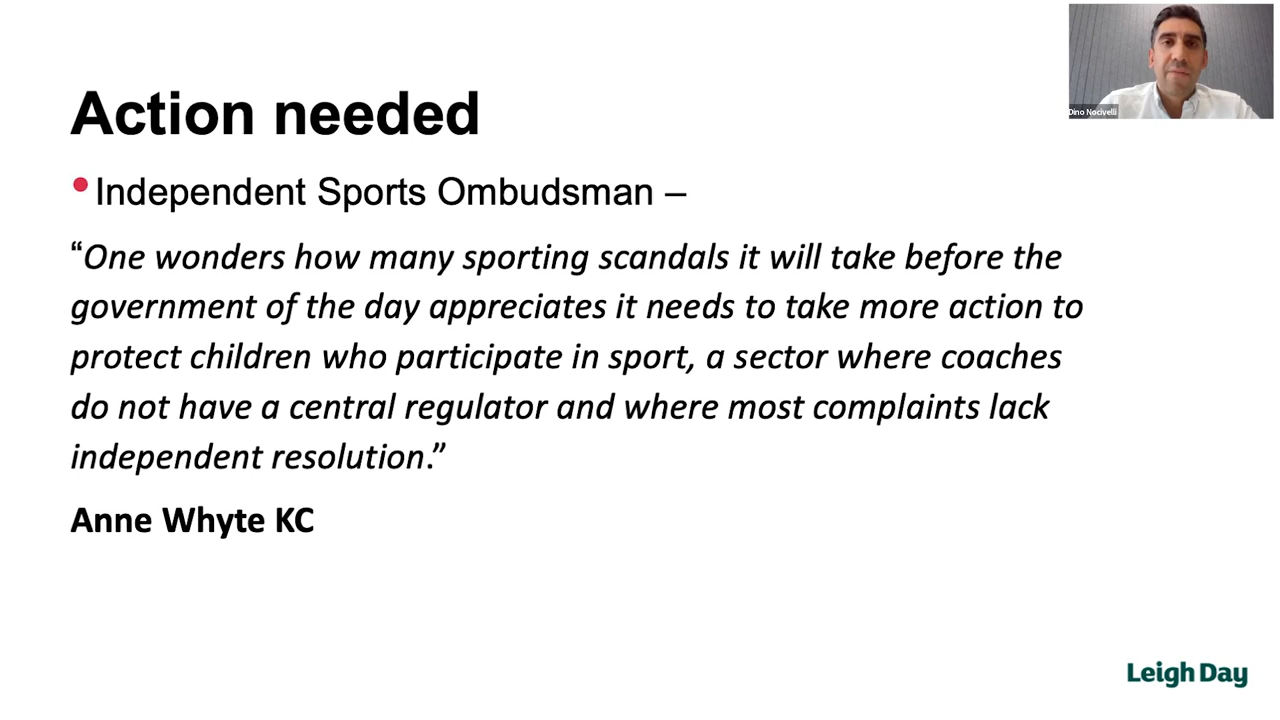 Dino Nocivelli
Action needed
•Independent Sports Ombudsman –
“One wonders how many sporting scandals it will take before the
government of the day appreciates it needs to take more action to
protect children who participate in sport, a sector where coaches
do not have a central regulator and where most complaints lack
independent resolution.”
Anne Whyte KC
Leigh Day